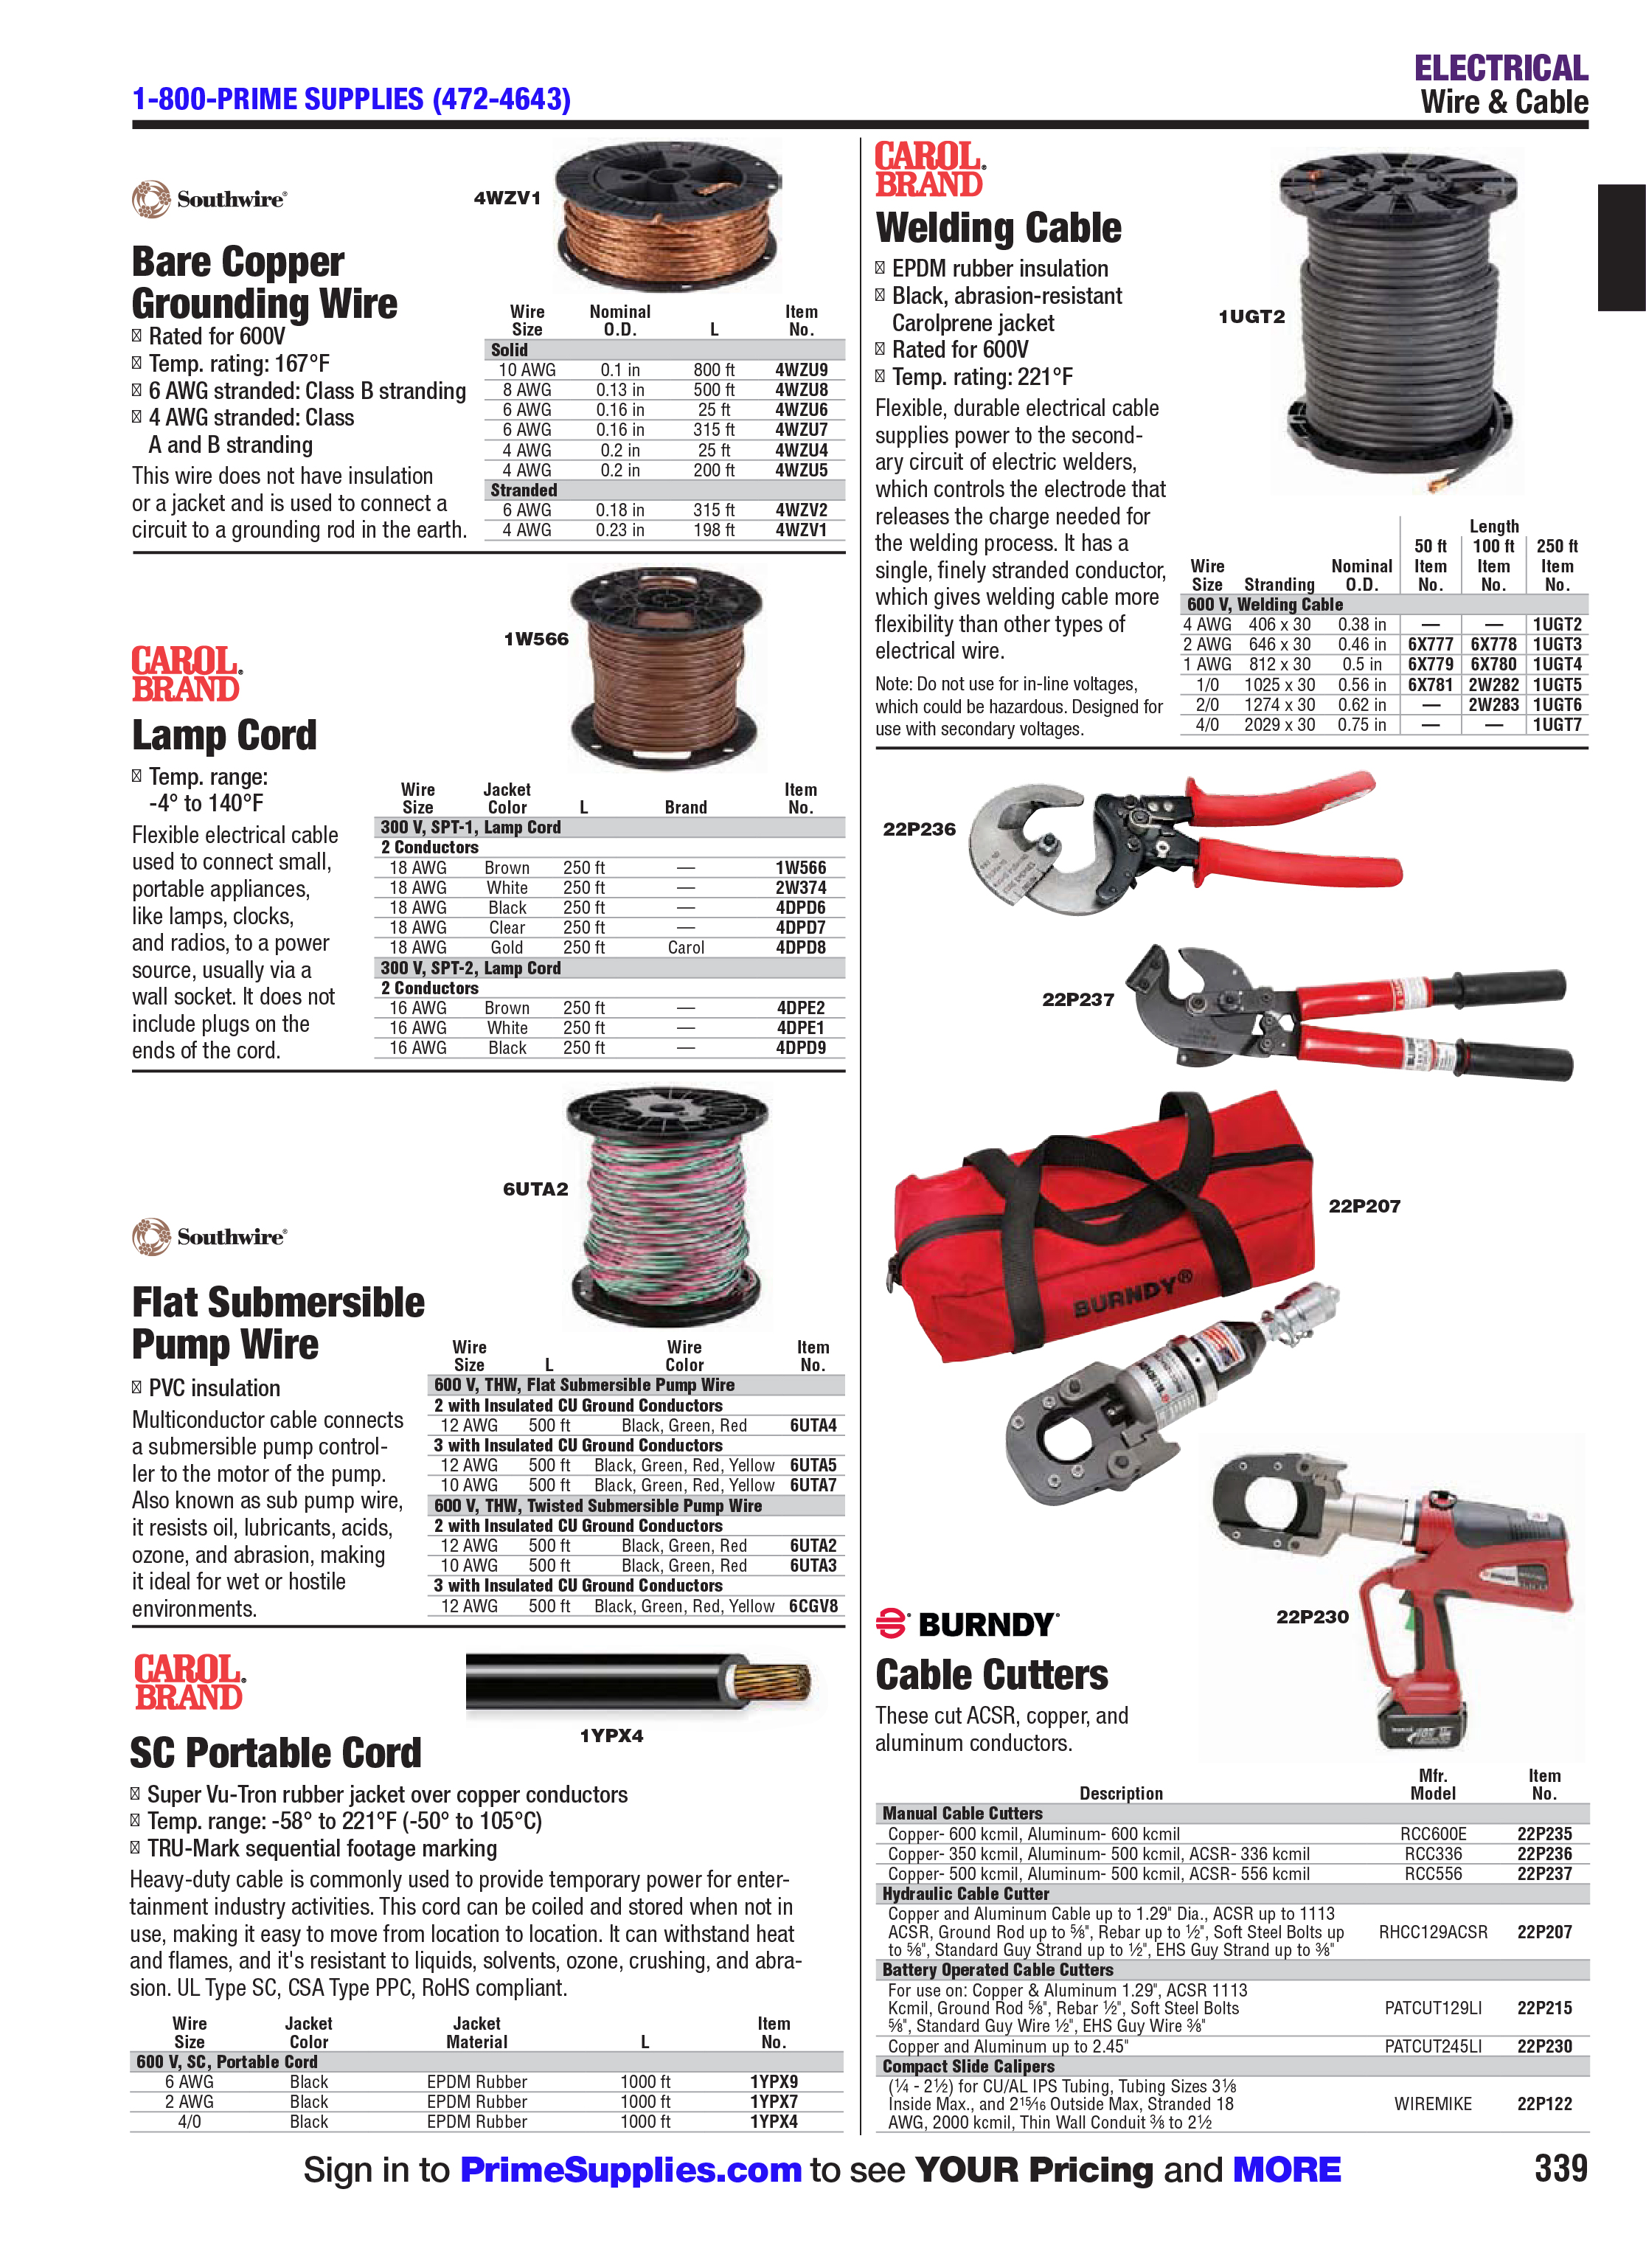 1-800-PRIME SUPPLIES (472-4643)
ELECTRICAL
Wire & Cable
Southwire®
4WZV1
Bare Copper
Grounding Wire
Rated for 600V
Temp. rating: 167°F
6 AWG stranded: Class B stranding
4 AWG stranded: Class
A and B stranding
This wire does not have insulation
or a jacket and is used to connect a
circuit to a grounding rod in the earth.
Wire Size Nominal O.D. L Item No.
Solid
10 AWG 0.1 in 800 ft 4WZU9
8 AWG 0.13 in 500 ft 4WZU8
6 AWG 0.16 in 25 ft 4WZU6
6 AWG 0.16 in 315 ft 4WZU7
4 AWG 0.2 in 25 ft 4WZU4
4 AWG 0.2 in 200 ft 4WZU5
Stranded
6 AWG 0.18 in 315 ft 4WZV2
4 AWG 0.23 in 198 ft 4WZV1
1W566
CAROL
BRAND®
Lamp Cord
Temp. range:
-4° to 140°F
Flexible electrical cable
used to connect small,
portable appliances,
like lamps, clocks,
and radios, to a power
source, usually via a
wall socket. It does not
include plugs on the
ends of the cord.
Wire Size Jacket Color L Brand Item No.
300 V, SPT-1, Lamp Cord
2 Conductors
18 AWG Brown 250 ft — 1W566
18 AWG White 250 ft — 2W374
18 AWG Black 250 ft — 4DPD6
18 AWG Clear 250 ft — 4DPD7
18 AWG Gold 250 ft Carol 4DPD8
300 V, SPT-2, Lamp Cord
2 Conductors
16 AWG Brown 250 ft — 4DPE2
16 AWG White 250 ft — 4DPE1
16 AWG Black 250 ft — 4DPD9
6UTA2
Southwire®
Flat Submersible
Pump Wire
PVC insulation
Multiconductor cable connects
a submersible pump control-
ler to the motor of the pump.
Also known as sub pump wire,
it resists oil, lubricants, acids,
ozone, and abrasion, making
it ideal for wet or hostile
environments.
Wire Size L Wire Color Item No.
600 V, THW, Flat Submersible Pump Wire
2 with Insulated CU Ground Conductors
12 AWG 500 ft Black, Green, Red 6UTA4
3 with Insulated CU Ground Conductors
12 AWG 500 ft Black, Green, Red, Yellow 6UTA5
10 AWG 500 ft Black, Green, Red, Yellow 6UTA7
600 V, THW, Twisted Submersible Pump Wire
2 with Insulated CU Ground Conductors
12 AWG 500 ft Black, Green, Red 6UTA2
10 AWG 500 ft Black, Green, Red 6UTA3
3 with Insulated CU Ground Conductors
12 AWG 500 ft Black, Green, Red, Yellow 6CGV8
CAROL
BRAND®
1YPX4
SC Portable Cord
Super Vu-Tron rubber jacket over copper conductors
Temp. range: -58° to 221°F (-50° to 105°C)
TRU-Mark sequential footage marking
Heavy-duty cable is commonly used to provide temporary power for enter-
tainment industry activities. This cord can be coiled and stored when not in
use, making it easy to move from location to location. It can withstand heat
and flames, and it's resistant to liquids, solvents, ozone, crushing, and abra-
sion. UL Type SC, CSA Type PPC, RoHS compliant.
Wire Size Jacket Color Jacket Material L Item No.
600 V, SC, Portable Cord
6 AWG Black EPDM Rubber 1000 ft 1YPX9
2 AWG Black EPDM Rubber 1000 ft 1YPX7
4/0 Black EPDM Rubber 1000 ft 1YPX4
CAROL
BRAND®
Welding Cable
EPDM rubber insulation
Black, abrasion-resistant
Carolprene jacket
Rated for 600V
Temp. rating: 221°F
1UGT2
Flexible, durable electrical cable
supplies power to the second-
ary circuit of electric welders,
which controls the electrode that
releases the charge needed for
the welding process. It has a
single, finely stranded conductor,
which gives welding cable more
flexibility than other types of
electrical wire.
Note: Do not use for in-line voltages,
which could be hazardous. Designed for
use with secondary voltages.
Length
Wire Size Stranding Nominal O.D. 50 ft Item No. 100 ft Item No. 250 ft Item No.
600 V, Welding Cable
4 AWG 406 x 30 0.38 in — — 1UGT2
2 AWG 646 x 30 0.46 in 6X777 6X778 1UGT3
1 AWG 812 x 30 0.5 in 6X779 6X780 1UGT4
1/0 1025 x 30 0.56 in 6X781 2W282 1UGT5
2/0 1274 x 30 0.62 in — 2W283 1UGT6
4/0 2029 x 30 0.75 in — — 1UGT7
22P236
22P237
22P207
BURNDY®
22P230
BURNDY®
Cable Cutters
These cut ACSR, copper, and
aluminum conductors.
Description Mfr. Model Item No.
Manual Cable Cutters
Copper- 600 kcmil, Aluminum- 600 kcmil RCC600E 22P235
Copper- 350 kcmil, Aluminum- 500 kcmil, ACSR- 336 kcmil RCC336 22P236
Copper- 500 kcmil, Aluminum- 500 kcmil, ACSR- 556 kcmil RCC556 22P237
Hydraulic Cable Cutter
Copper and Aluminum Cable up to 1.29" Dia., ACSR up to 1113
ACSR, Ground Rod up to ⅝", Rebar up to ½", Soft Steel Bolts up RHCC129ACSR 22P207
to ⅝", Standard Guy Strand up to ½", EHS Guy Strand up to ⅜"
Battery Operated Cable Cutters
For use on: Copper & Aluminum 1.29", ACSR 1113
Kcmil, Ground Rod ⅝", Rebar ½", Soft Steel Bolts PATCUT129LI 22P215
⅝", Standard Guy Wire ½", EHS Guy Wire ⅜"
Copper and Aluminum up to 2.45" PATCUT245LI 22P230
Compact Slide Calipers
(¼ - 2½) for CU/AL IPS Tubing, Tubing Sizes 3⅛
Inside Max., and 2¹⁵⁄₁₆ Outside Max, Stranded 18 WIREMIKE 22P122
AWG, 2000 kcmil, Thin Wall Conduit ⅜ to 2½
Sign in to PrimeSupplies.com to see YOUR Pricing and MORE
339